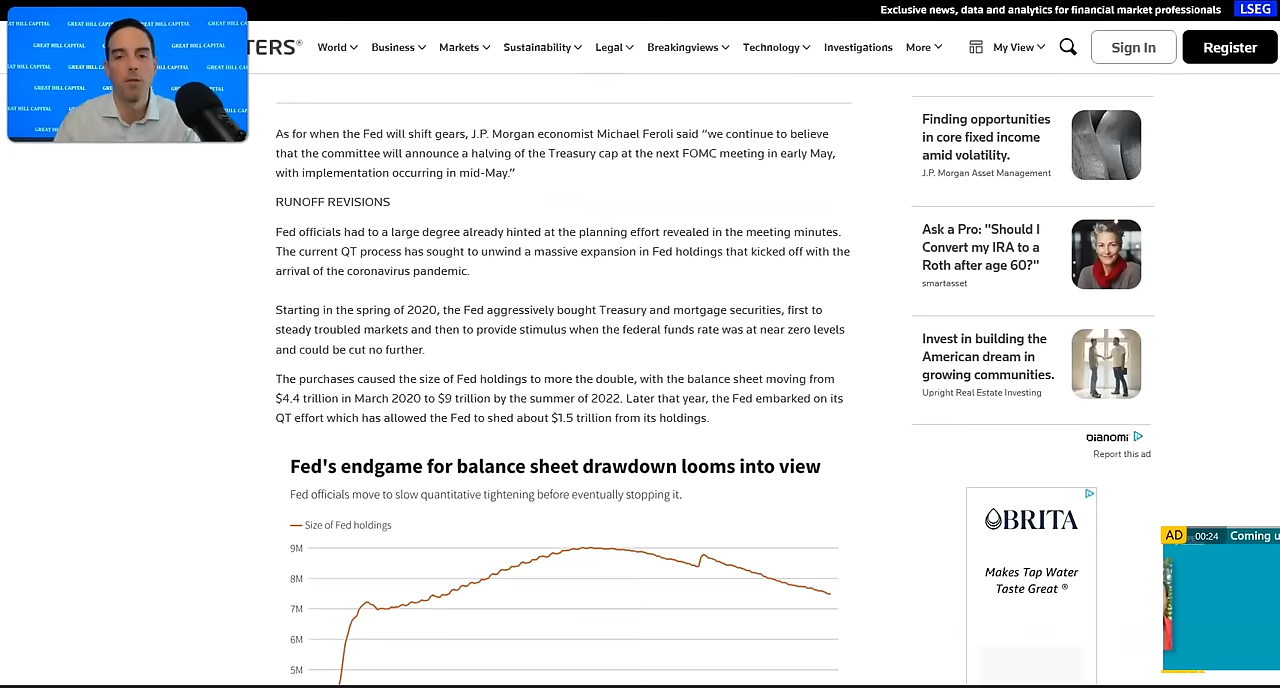 Exclusive news, data and analytics for financial market professionals LSEG
TERS®
World Business Markets Sustainability Legal Breakingviews Technology Investigations More My View Sign In Register
GREAT HILL CAPITAL
GREAT HILL CAPITAL
GREAT HILL CAPITAL
GREAT HILL CAPITAL
As for when the Fed will shift gears, J.P. Morgan economist Michael Feroli said “we continue to believe
that the committee will announce a halving of the Treasury cap at the next FOMC meeting in early May,
with implementation occurring in mid-May.”
RUNOFF REVISIONS
Fed officials had to a large degree already hinted at the planning effort revealed in the meeting minutes.
The current QT process has sought to unwind a massive expansion in Fed holdings that kicked off with the
arrival of the coronavirus pandemic.
Starting in the spring of 2020, the Fed aggressively bought Treasury and mortgage securities, first to
steady troubled markets and then to provide stimulus when the federal funds rate was at near zero levels
and could be cut no further.
The purchases caused the size of Fed holdings to more the double, with the balance sheet moving from
$4.4 trillion in March 2020 to $9 trillion by the summer of 2022. Later that year, the Fed embarked on its
QT effort which has allowed the Fed to shed about $1.5 trillion from its holdings.
Fed's endgame for balance sheet drawdown looms into view
Fed officials move to slow quantitative tightening before eventually stopping it.
Size of Fed holdings
9M
8M
7M
6M
5M
Finding opportunities
in core fixed income
amid volatility.
J.P. Morgan Asset Management
Ask a Pro: "Should I
Convert my IRA to a
Roth after age 60?"
smartasset
Invest in building the
American dream in
growing communities.
Upright Real Estate Investing
Dianomi
Report this ad
BRITA
Makes Tap Water
Taste Great ®
AD 00:24 Coming u